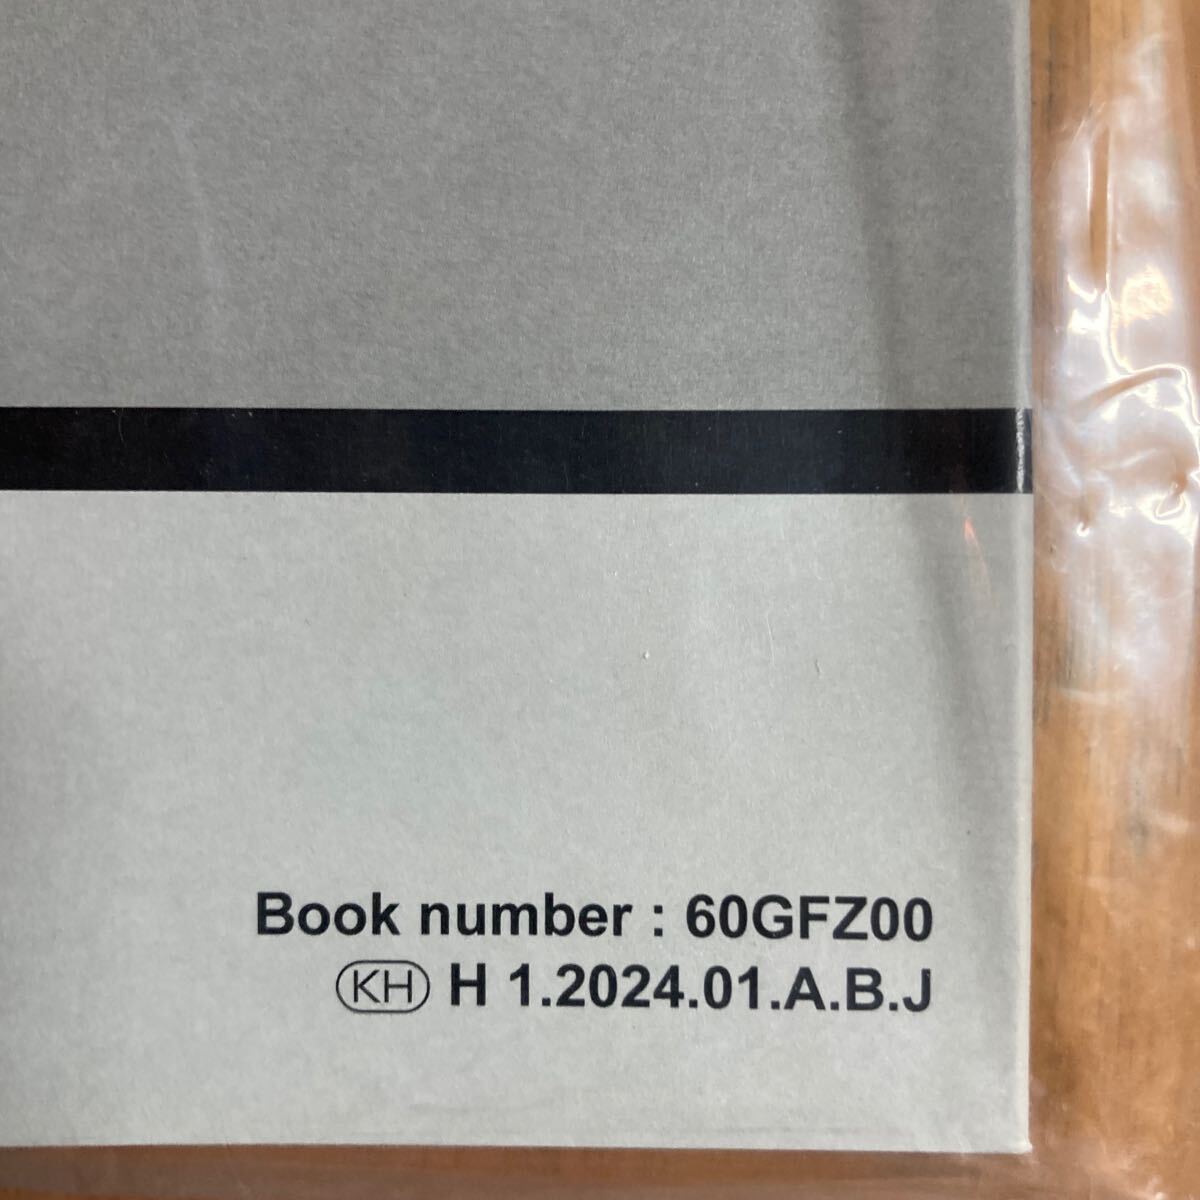 Book number : 60GFZ00
KH H 1.2024.01.A.B.J